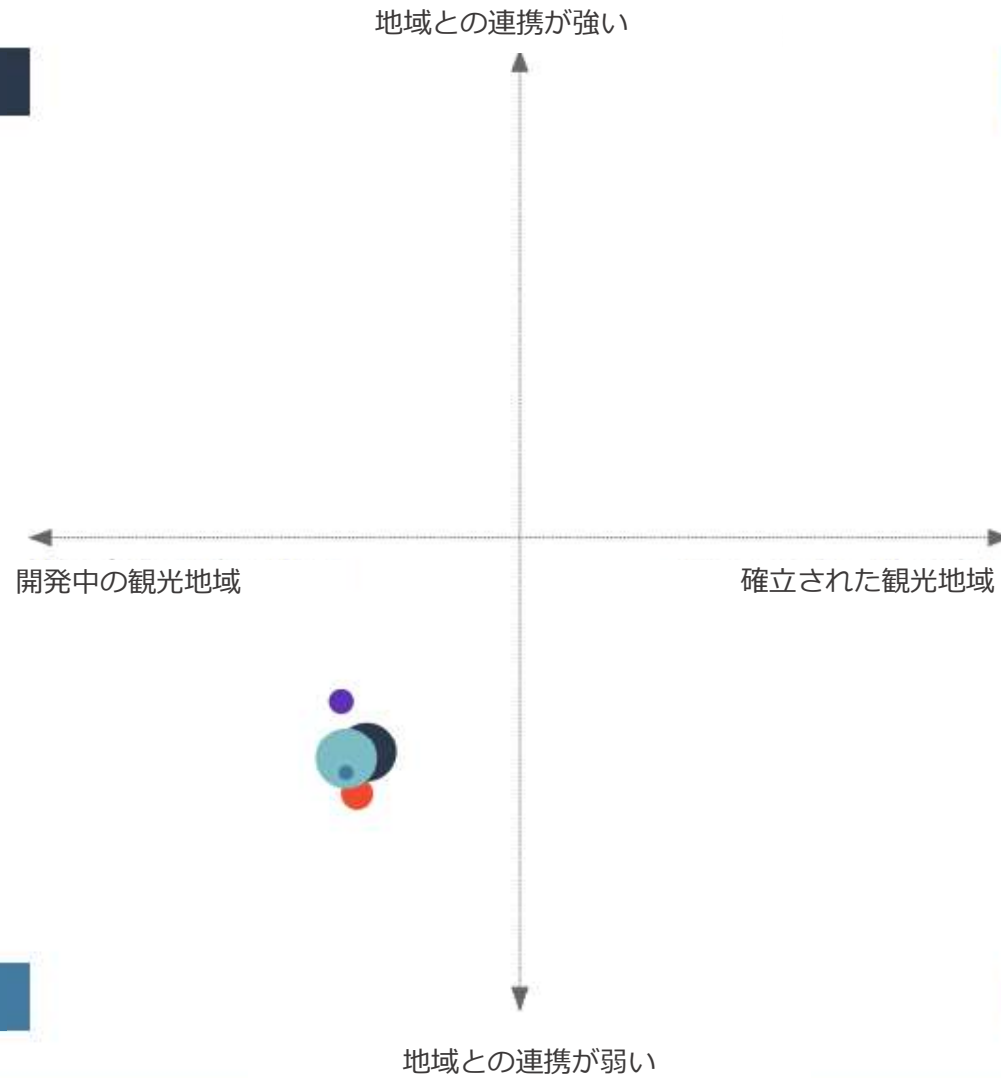 地域との連携が強い
開発中の観光地域
確立された観光地域
地域との連携が弱い